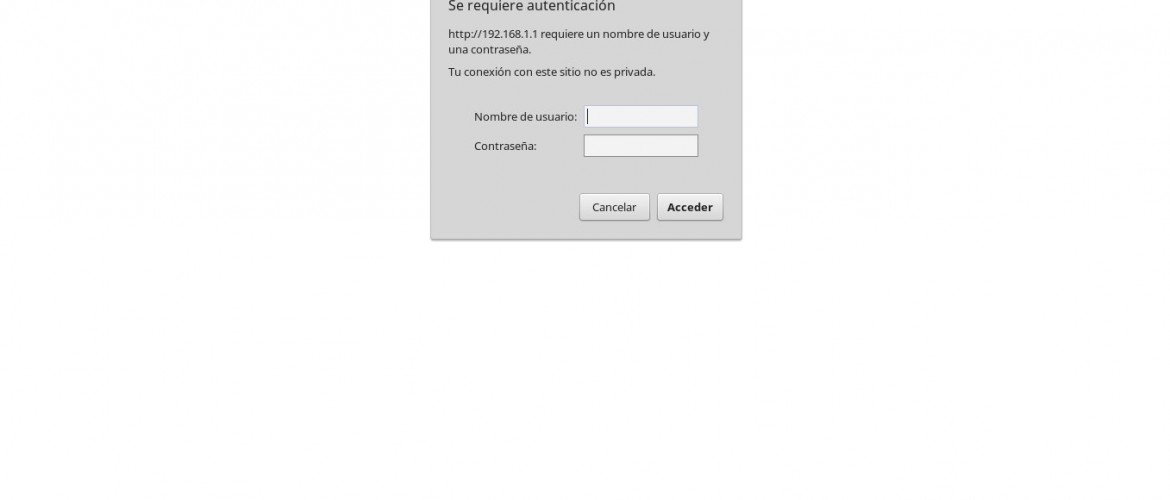 Se requiere autenticación
http://192.168.1.1 requiere un nombre de usuario y
una contraseña.
Tu conexión con este sitio no es privada.
Nombre de usuario:
Contraseña:
Cancelar Acceder